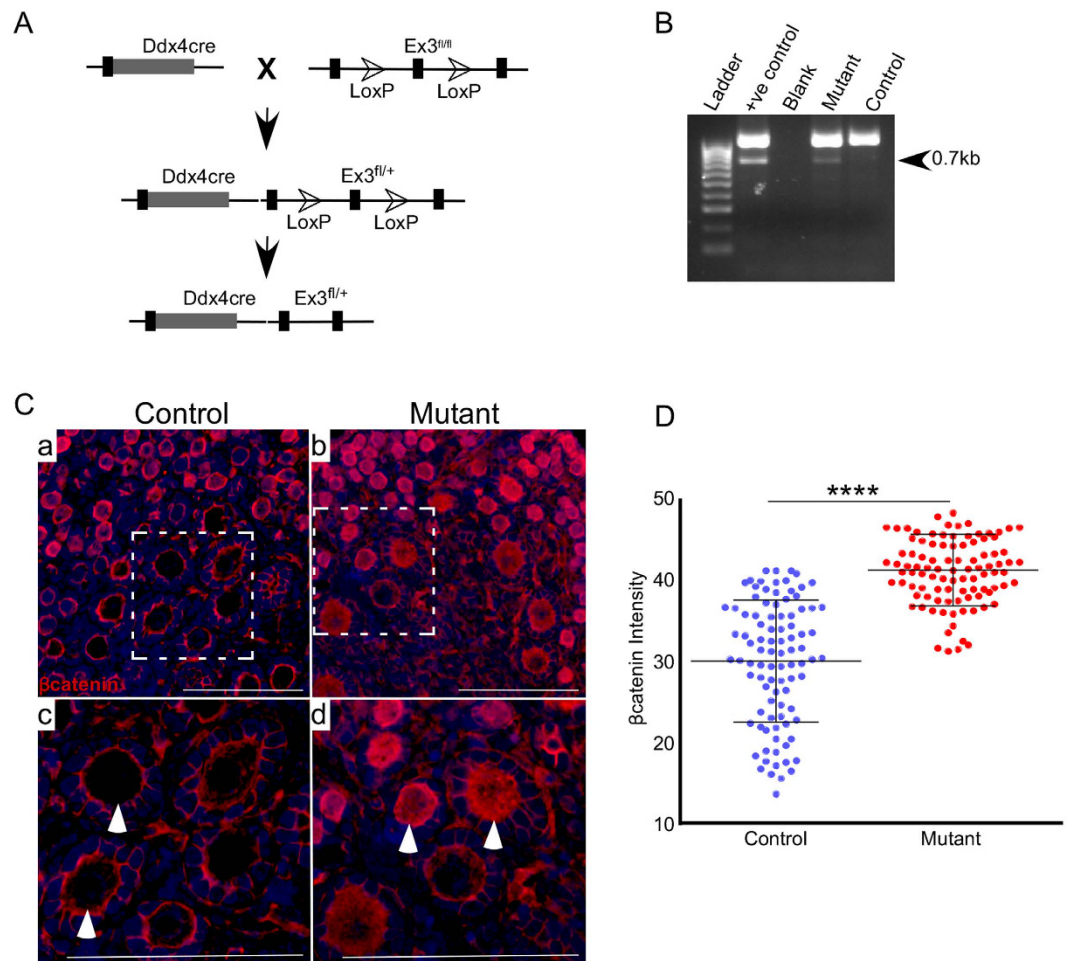 A
Ddx4cre
X
Ex3fl/fl
LoxP LoxP
Ddx4cre
Ex3fl/+
LoxP LoxP
Ddx4cre Ex3fl/+
B
Ladder
+ve control
Blank
Mutant
Control
0.7kb
C
Control Mutant
a
b
βcatenin
c
d
D
****
βcatenin Intensity
50
40
30
20
10
Control Mutant